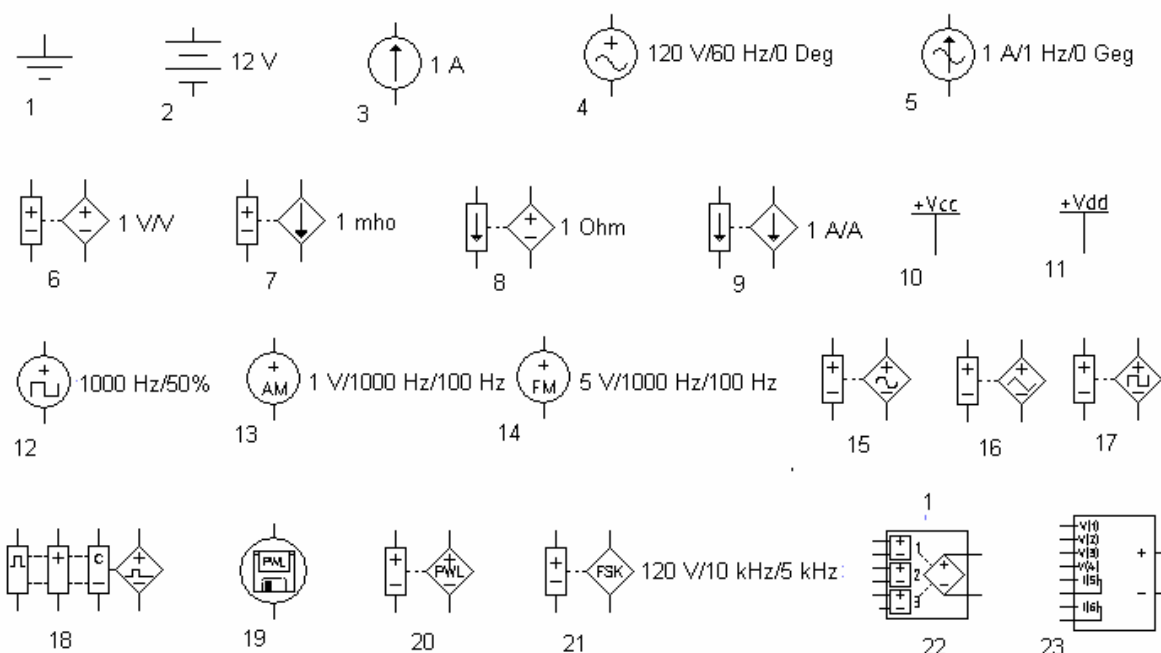 12 V
1 A
120 V/60 Hz/0 Deg
1 A/1 Hz/0 Geg
1
2
3
4
5
1 V/V
1 mho
1 Ohm
1 A/A
+Vcc
+Vdd
6
7
8
9
10
11
1000 Hz/50%
AM
1 V/1000 Hz/100 Hz
FM
5 V/1000 Hz/100 Hz
12
13
14
15
16
17
C
PWL
PWL
FSK
120 V/10 kHz/5 kHz
1
1
2
3
V(1)
V(2)
V(3)
V(4)
I(5)
I(6)
18
19
20
21
22
23